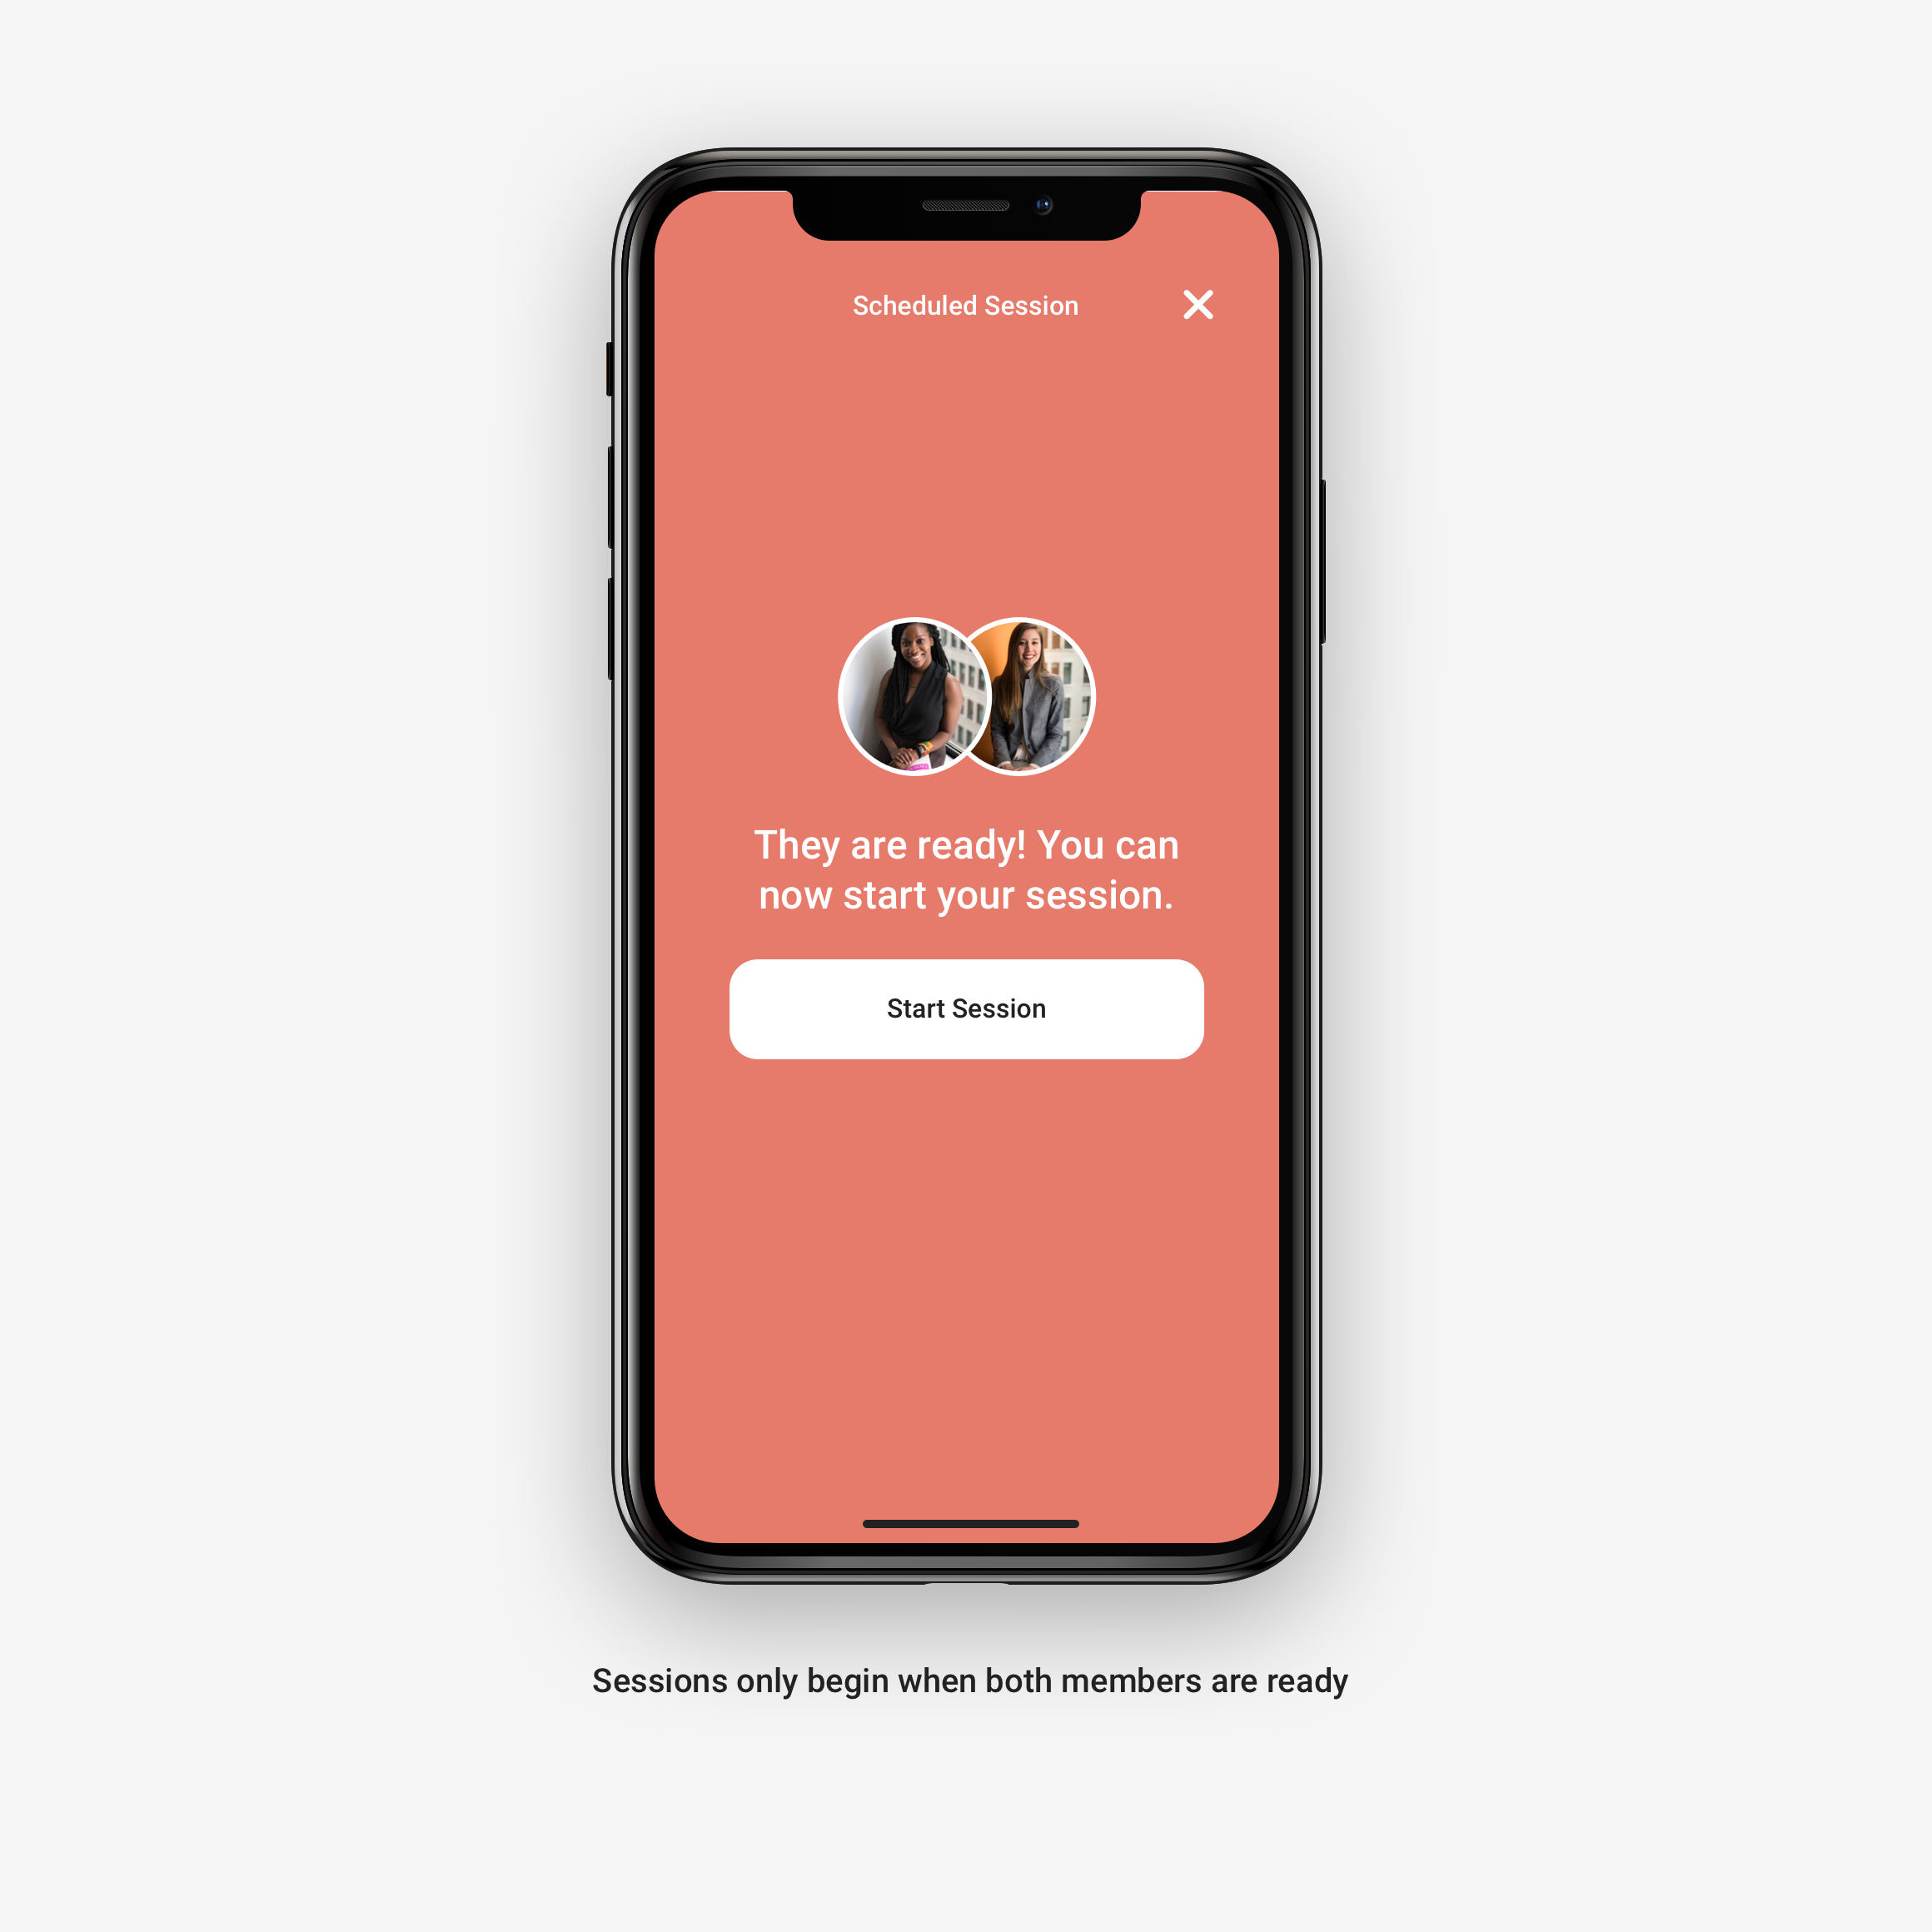 Scheduled Session
They are ready! You can
now start your session.
Start Session
Sessions only begin when both members are ready